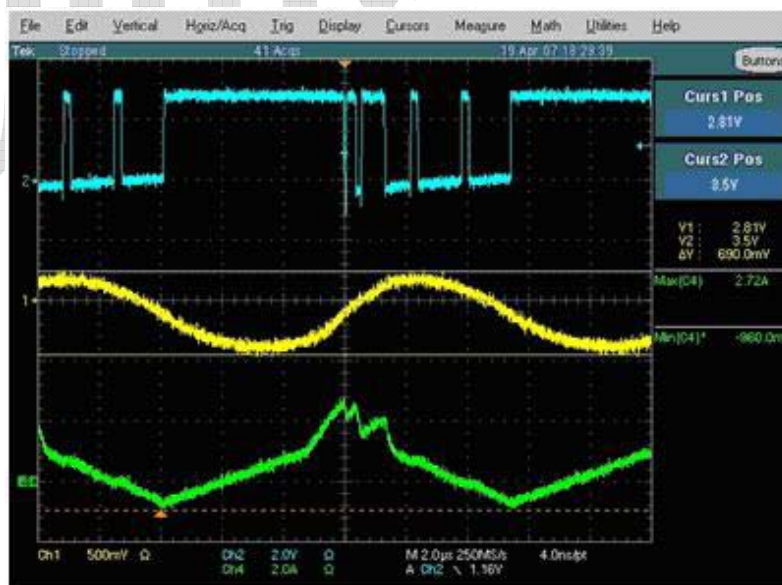 File Edit Vertical Horiz/Acq Trig Display Cursors Measure Math Utilities Help
Tek Stopped 41 Acqs 19 Apr 07 18:28:39
Buttons
Curs1 Pos
2.81V
Curs2 Pos
3.5V
2
V1: 2.81V
V2: 3.5V
ΔV: 690.0mV
Max(C4) 2.72A
1
Min(C4)* -960.0m
Ch1 500mV Ω Ch2 2.0V Ω M 2.0µs 250MS/s 4.0ns/pt
Ch4 2.0A Ω A Ch2 \ 1.16V